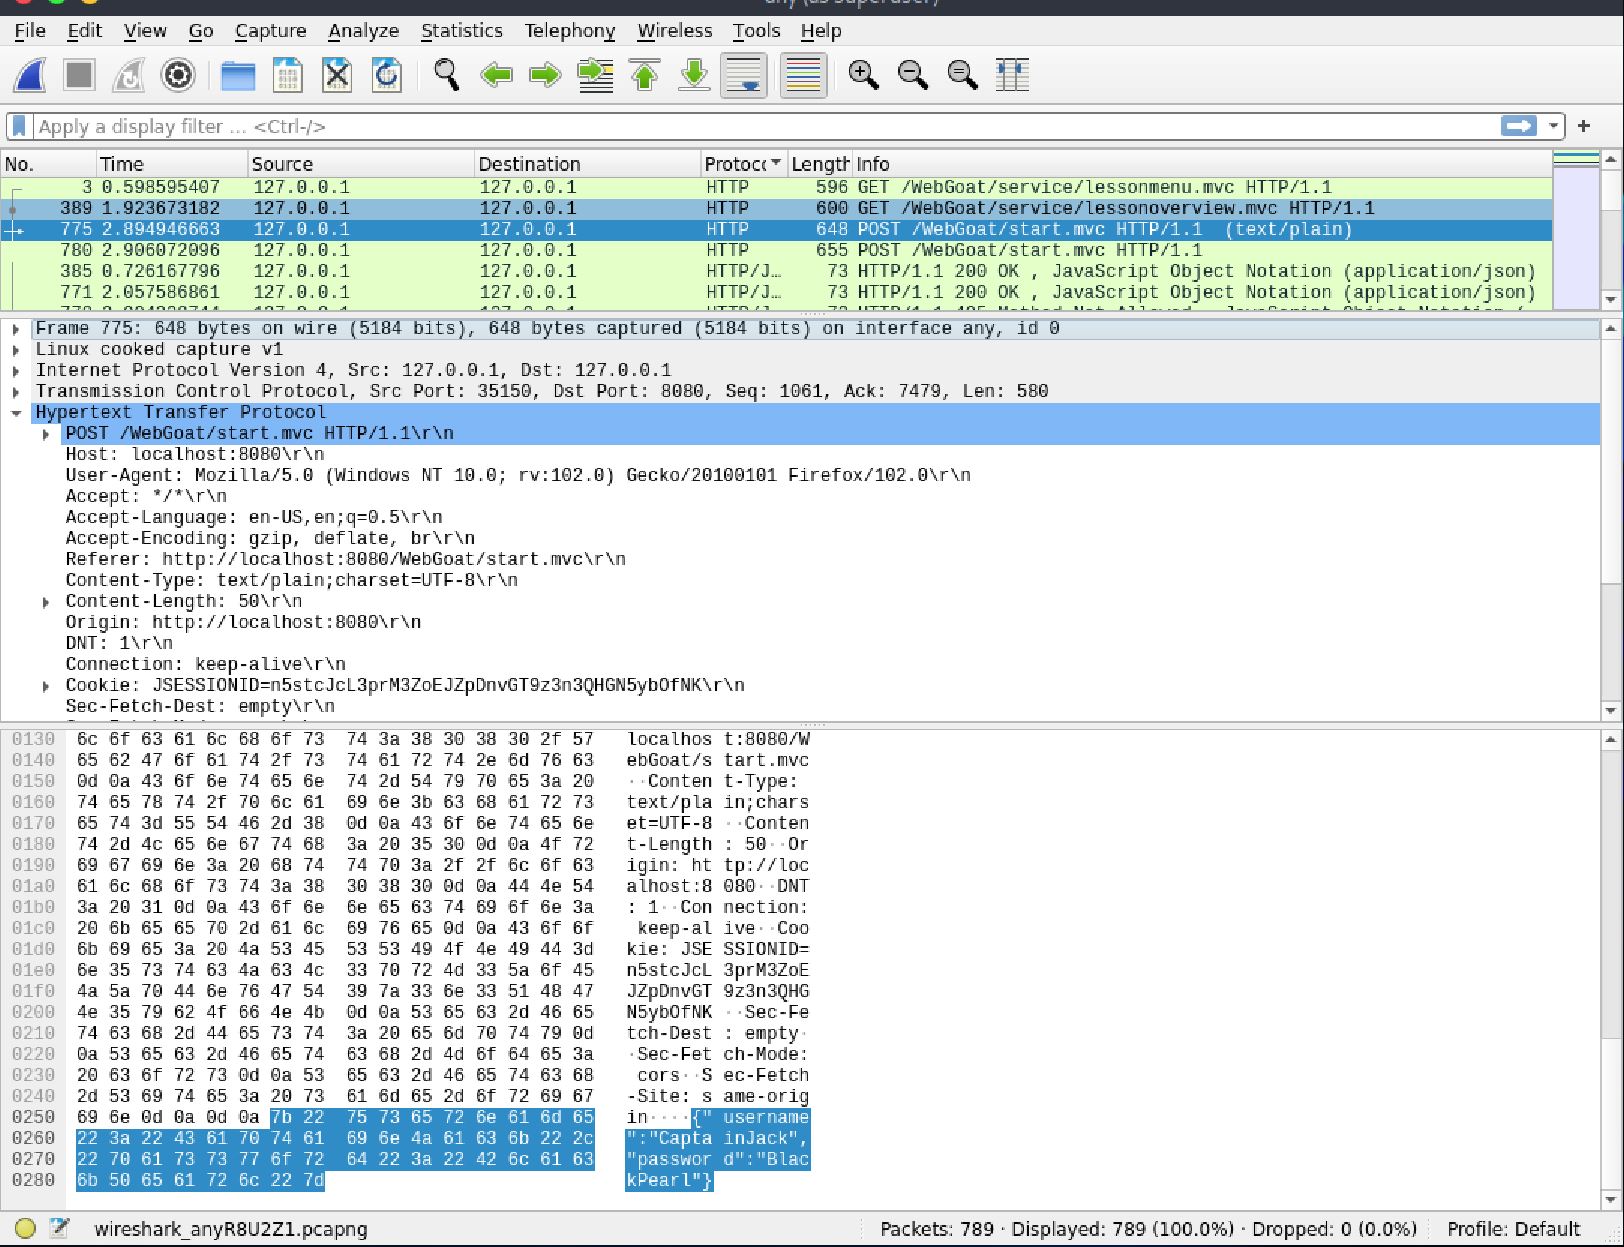 File Edit View Go Capture Analyze Statistics Telephony Wireless Tools Help
Apply a display filter ... <Ctrl-/>
No. Time Source Destination Protoc Length Info
3 0.598595407 127.0.0.1 127.0.0.1 HTTP 596 GET /WebGoat/service/lessonmenu.mvc HTTP/1.1
389 1.923673182 127.0.0.1 127.0.0.1 HTTP 600 GET /WebGoat/service/lessonoverview.mvc HTTP/1.1
775 2.894946663 127.0.0.1 127.0.0.1 HTTP 648 POST /WebGoat/start.mvc HTTP/1.1  (text/plain)
780 2.906072096 127.0.0.1 127.0.0.1 HTTP 655 POST /WebGoat/start.mvc HTTP/1.1
385 0.726167796 127.0.0.1 127.0.0.1 HTTP/J… 73 HTTP/1.1 200 OK , JavaScript Object Notation (application/json)
771 2.057586861 127.0.0.1 127.0.0.1 HTTP/J… 73 HTTP/1.1 200 OK , JavaScript Object Notation (application/json)
Frame 775: 648 bytes on wire (5184 bits), 648 bytes captured (5184 bits) on interface any, id 0
Linux cooked capture v1
Internet Protocol Version 4, Src: 127.0.0.1, Dst: 127.0.0.1
Transmission Control Protocol, Src Port: 35150, Dst Port: 8080, Seq: 1061, Ack: 7479, Len: 580
Hypertext Transfer Protocol
POST /WebGoat/start.mvc HTTP/1.1\r\n
Host: localhost:8080\r\n
User-Agent: Mozilla/5.0 (Windows NT 10.0; rv:102.0) Gecko/20100101 Firefox/102.0\r\n
Accept: */*\r\n
Accept-Language: en-US,en;q=0.5\r\n
Accept-Encoding: gzip, deflate, br\r\n
Referer: http://localhost:8080/WebGoat/start.mvc\r\n
Content-Type: text/plain;charset=UTF-8\r\n
Content-Length: 50\r\n
Origin: http://localhost:8080\r\n
DNT: 1\r\n
Connection: keep-alive\r\n
Cookie: JSESSIONID=n5stcJcL3prM3ZoEJZpDnvGT9z3n3QHGN5ybOfNK\r\n
Sec-Fetch-Dest: empty\r\n
0130 6c 6f 63 61 6c 68 6f 73 74 3a 38 30 38 30 2f 57 localhos t:8080/W
0140 65 62 47 6f 61 74 2f 73 74 61 72 74 2e 6d 76 63 ebGoat/s tart.mvc
0150 0d 0a 43 6f 6e 74 65 6e 74 2d 54 79 70 65 3a 20 ··Conten t-Type:
0160 74 65 78 74 2f 70 6c 61 69 6e 3b 63 68 61 72 73 text/pla in;chars
0170 65 74 3d 55 54 46 2d 38 0d 0a 43 6f 6e 74 65 6e et=UTF-8 ··Conten
0180 74 2d 4c 65 6e 67 74 68 3a 20 35 30 0d 0a 4f 72 t-Length : 50··Or
0190 69 67 69 6e 3a 20 68 74 74 70 3a 2f 2f 6c 6f 63 igin: ht tp://loc
01a0 61 6c 68 6f 73 74 3a 38 30 38 30 0d 0a 44 4e 54 alhost:8 080··DNT
01b0 3a 20 31 0d 0a 43 6f 6e 6e 65 63 74 69 6f 6e 3a : 1··Con nection:
01c0 20 6b 65 65 70 2d 61 6c 69 76 65 0d 0a 43 6f 6f keep-al ive··Coo
01d0 6b 69 65 3a 20 4a 53 45 53 53 49 4f 4e 49 44 3d kie: JSE SSIONID=
01e0 6e 35 73 74 63 4a 63 4c 33 70 72 4d 33 5a 6f 45 n5stcJcL 3prM3ZoE
01f0 4a 5a 70 44 6e 76 47 54 39 7a 33 6e 33 51 48 47 JZpDnvGT 9z3n3QHG
0200 4e 35 79 62 4f 66 4e 4b 0d 0a 53 65 63 2d 46 65 N5ybOfNK ··Sec-Fe
0210 74 63 68 2d 44 65 73 74 3a 20 65 6d 70 74 79 0d tch-Dest : empty·
0220 0a 53 65 63 2d 46 65 74 63 68 2d 4d 6f 64 65 3a ·Sec-Fet ch-Mode:
0230 20 63 6f 72 73 0d 0a 53 65 63 2d 46 65 74 63 68 cors··S ec-Fetch
0240 2d 53 69 74 65 3a 20 73 61 6d 65 2d 6f 72 69 67 -Site: s ame-orig
0250 69 6e 0d 0a 0d 0a 7b 22 75 73 65 72 6e 61 6d 65 in····{" username
0260 22 3a 22 43 61 70 74 61 69 6e 4a 61 63 6b 22 2c ":"Capta inJack",
0270 22 70 61 73 73 77 6f 72 64 22 3a 22 42 6c 61 63 "passwor d":"Blac
0280 6b 50 65 61 72 6c 22 7d kPearl"}
wireshark_anyR8U2Z1.pcapng Packets: 789 · Displayed: 789 (100.0%) · Dropped: 0 (0.0%) Profile: Default